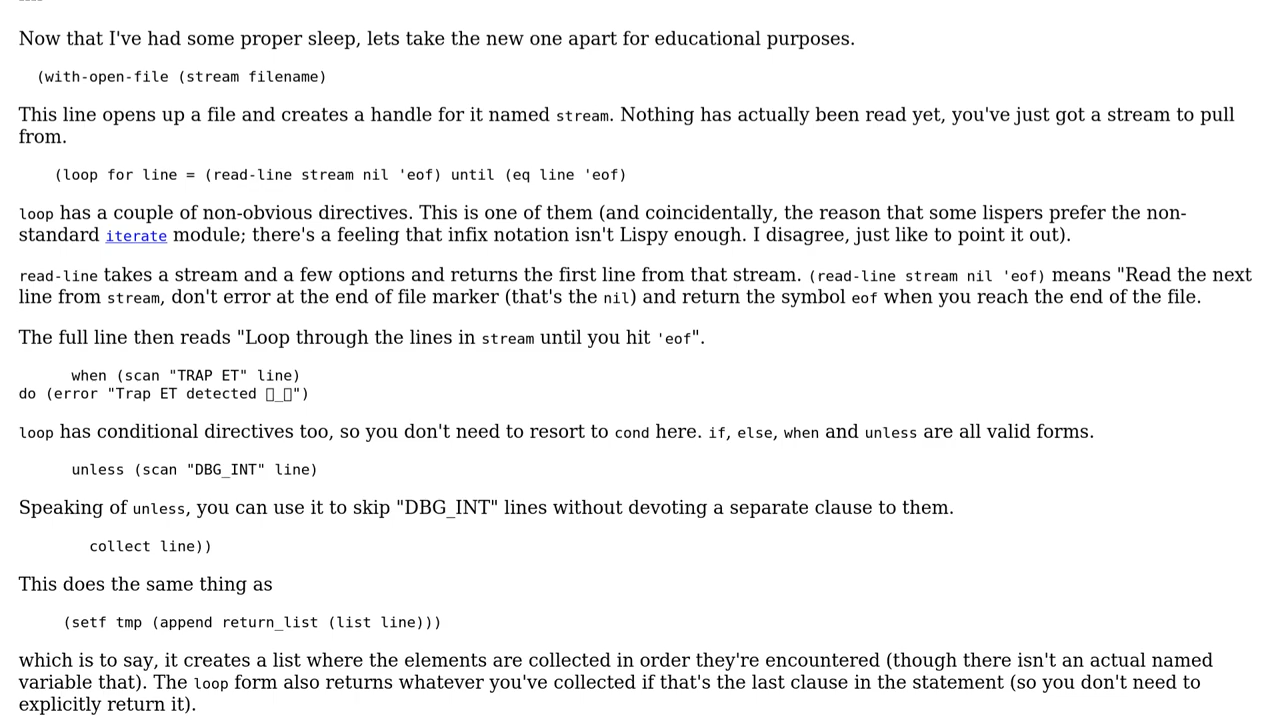 Now that I've had some proper sleep, lets take the new one apart for educational purposes.
(with-open-file (stream filename)
This line opens up a file and creates a handle for it named stream. Nothing has actually been read yet, you've just got a stream to pull
from.
(loop for line = (read-line stream nil 'eof) until (eq line 'eof)
loop has a couple of non-obvious directives. This is one of them (and coincidentally, the reason that some lispers prefer the non-
standard iterate module; there's a feeling that infix notation isn't Lispy enough. I disagree, just like to point it out).
read-line takes a stream and a few options and returns the first line from that stream. (read-line stream nil 'eof) means "Read the next
line from stream, don't error at the end of file marker (that's the nil) and return the symbol eof when you reach the end of the file.
The full line then reads "Loop through the lines in stream until you hit 'eof".
when (scan "TRAP ET" line)
do (error "Trap ET detected _")
loop has conditional directives too, so you don't need to resort to cond here. if, else, when and unless are all valid forms.
unless (scan "DBG_INT" line)
Speaking of unless, you can use it to skip "DBG_INT" lines without devoting a separate clause to them.
collect line))
This does the same thing as
(setf tmp (append return_list (list line)))
which is to say, it creates a list where the elements are collected in order they're encountered (though there isn't an actual named
variable that). The loop form also returns whatever you've collected if that's the last clause in the statement (so you don't need to
explicitly return it).